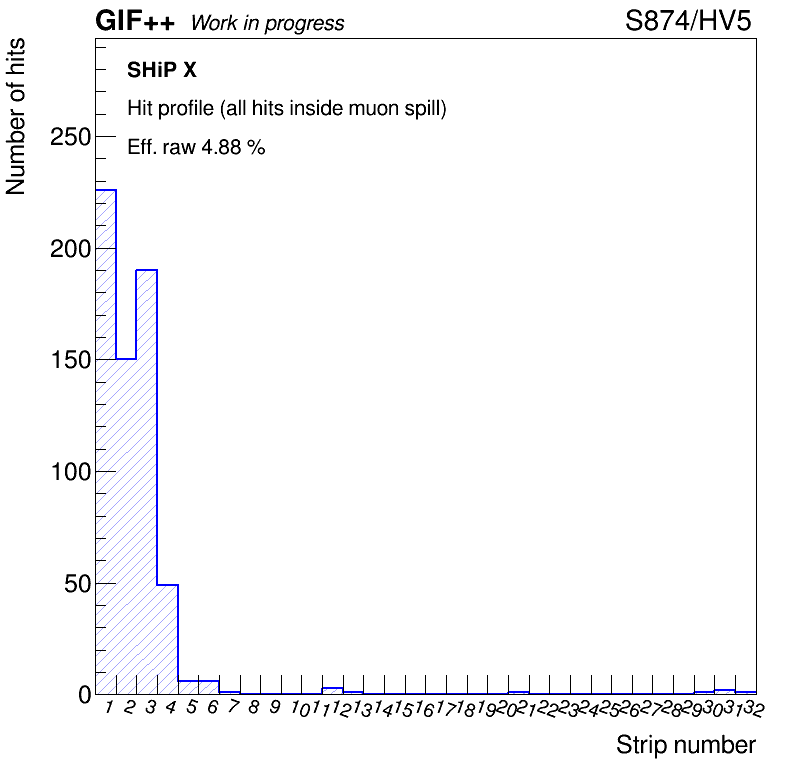 GIF++ Work in progress S874/HV5
Number of hits
SHiP X
Hit profile (all hits inside muon spill)
Eff. raw 4.88 %
250
200
150
100
50
0
1 2 3 4 5 6 7 8 9 10 11 12 13 14 15 16 17 18 19 20 21 22 23 24 25 26 27 28 29 30 31 32
Strip number